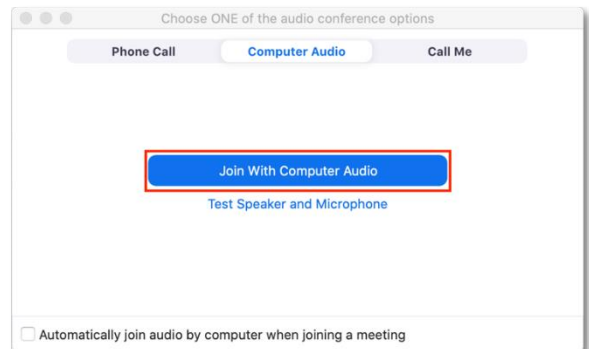 Choose ONE of the audio conference options
Phone Call Computer Audio Call Me
Join With Computer Audio
Test Speaker and Microphone
Automatically join audio by computer when joining a meeting